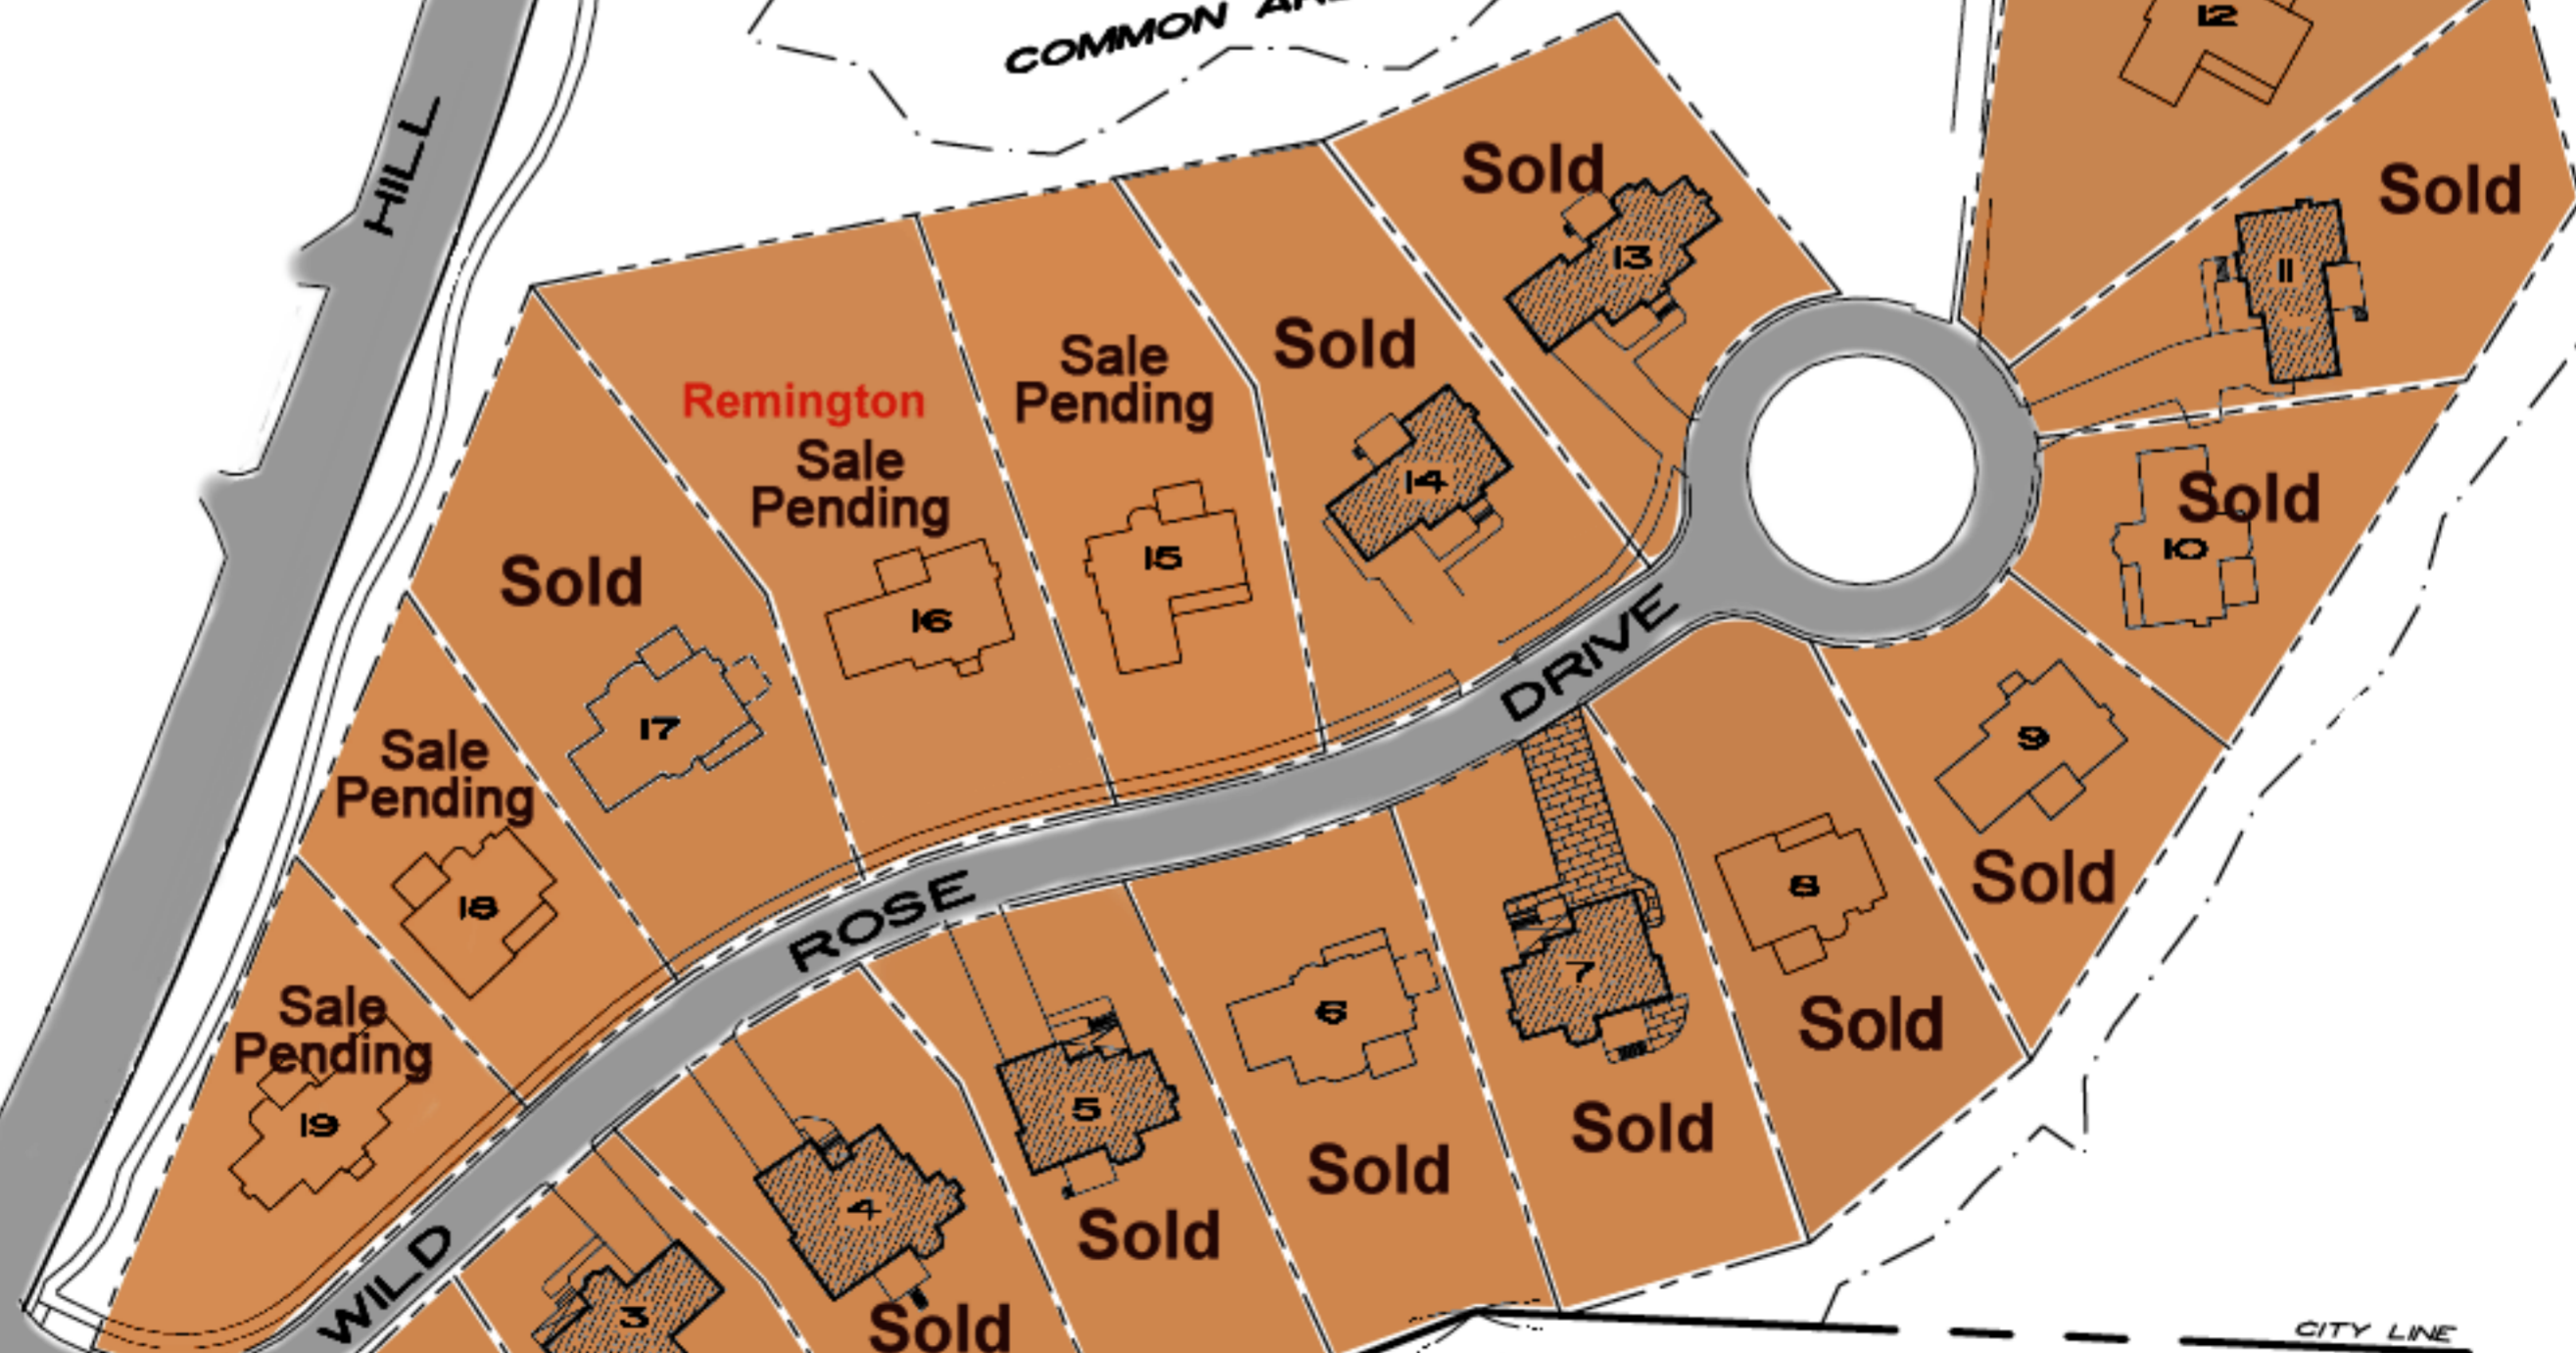 COMMON
12
HILL
Sold
13
Sold
11
Sold
14
Remington
Sale
Pending
16
Sale
Pending
15
Sold
10
Sold
17
Sale
Pending
18
Sale
Pending
19
DRIVE
ROSE
WILD
9
Sold
8
Sold
7
Sold
6
Sold
5
Sold
4
Sold
3
CITY LINE